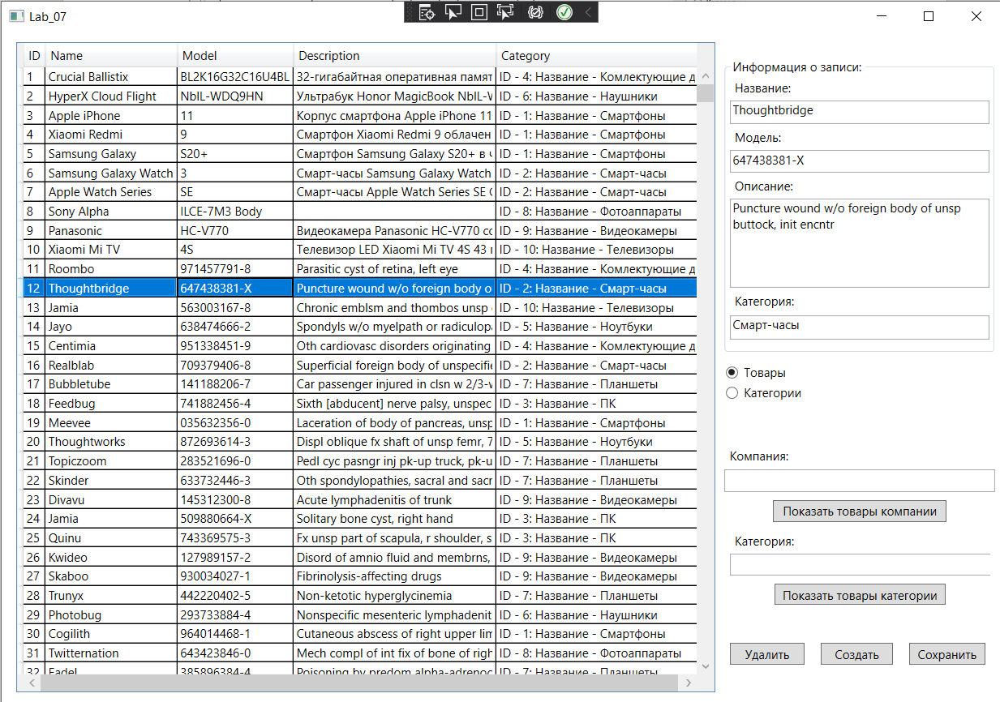 Lab_07
ID Name Model Description Category
1 Crucial Ballistix BL2K16G32C16U4BL 32-гигабайтная оперативная памят ID - 4: Название - Комлектующие д
2 HyperX Cloud Flight NblL-WDQ9HN Ультрабук Honor MagicBook NblL-W ID - 6: Название - Наушники
3 Apple iPhone 11 Корпус смартфона Apple iPhone 11 ID - 1: Название - Смартфоны
4 Xiaomi Redmi 9 Смартфон Xiaomi Redmi 9 облачен ID - 1: Название - Смартфоны
5 Samsung Galaxy S20+ Смартфон Samsung Galaxy S20+ в ч ID - 1: Название - Смартфоны
6 Samsung Galaxy Watch 3 Смарт-часы Samsung Galaxy Watch ID - 2: Название - Смарт-часы
7 Apple Watch Series SE Смарт-часы Apple Watch Series SE ID - 2: Название - Смарт-часы
8 Sony Alpha ILCE-7M3 Body ID - 8: Название - Фотоаппараты
9 Panasonic HC-V770 Видеокамера Panasonic HC-V770 со ID - 9: Название - Видеокамеры
10 Xiaomi Mi TV 4S Телевизор LED Xiaomi Mi TV 4S 43 ID - 10: Название - Телевизоры
11 Roombo 971457791-8 Parasitic cyst of retina, left eye ID - 4: Название - Комлектующие д
12 Thoughtbridge 647438381-X Puncture wound w/o foreign body o ID - 2: Название - Смарт-часы
13 Jamia 563003167-8 Chronic emblsm and thombos unsp ID - 10: Название - Телевизоры
14 Jayo 638474666-2 Spondyls w/o myelpath or radiculopa ID - 5: Название - Ноутбуки
15 Centimia 951338451-9 Oth cardiovasc disorders originating ID - 4: Название - Комлектующие д
16 Realblab 709379406-8 Superficial foreign body of unspecifie ID - 2: Название - Смарт-часы
17 Bubbletube 141188206-7 Car passenger injured in clsn w 2/3-w ID - 7: Название - Планшеты
18 Feedbug 741882456-4 Sixth [abducent] nerve palsy, unspec ID - 3: Название - ПК
19 Meevee 035632356-0 Laceration of body of pancreas, unsp ID - 1: Название - Смартфоны
20 Thoughtworks 872693614-3 Displ oblique fx shaft of unsp femr, 7 ID - 5: Название - Ноутбуки
21 Topiczoom 283521696-0 Pedl cyc pasngr inj pk-up truck, pk-u ID - 7: Название - Планшеты
22 Skinder 633732446-3 Oth spondylopathies, sacral and sacr ID - 7: Название - Планшеты
23 Divavu 145312300-8 Acute lymphadenitis of trunk ID - 9: Название - Видеокамеры
24 Jamia 509880664-X Solitary bone cyst, right hand ID - 3: Название - ПК
25 Quinu 743369575-3 Fx unsp part of scapula, r shoulder, s ID - 3: Название - ПК
26 Kwideo 127989157-2 Disord of amnio fluid and membrns, ID - 9: Название - Видеокамеры
27 Skaboo 930034027-1 Fibrinolysis-affecting drugs ID - 9: Название - Видеокамеры
28 Trunyx 442220402-5 Non-ketotic hyperglycinemia ID - 7: Название - Планшеты
29 Photobug 293733884-4 Nonspecific mesenteric lymphadenit ID - 6: Название - Наушники
30 Cogilith 964014468-1 Cutaneous abscess of right upper lim ID - 1: Название - Смартфоны
31 Twitternation 643423846-0 Mech compl of int fix of bone of righ ID - 8: Название - Фотоаппараты
32 Eadel 385896384-4 Poisoning by predom alpha-adrenoc ID - 7: Название - Планшеты
Информация о записи:
Название:
Thoughtbridge
Модель:
647438381-X
Описание:
Puncture wound w/o foreign body of unsp
buttock, init encntr
Категория:
Смарт-часы
Товары
Категории
Компания:
Показать товары компании
Категория:
Показать товары категории
Удалить Создать Сохранить